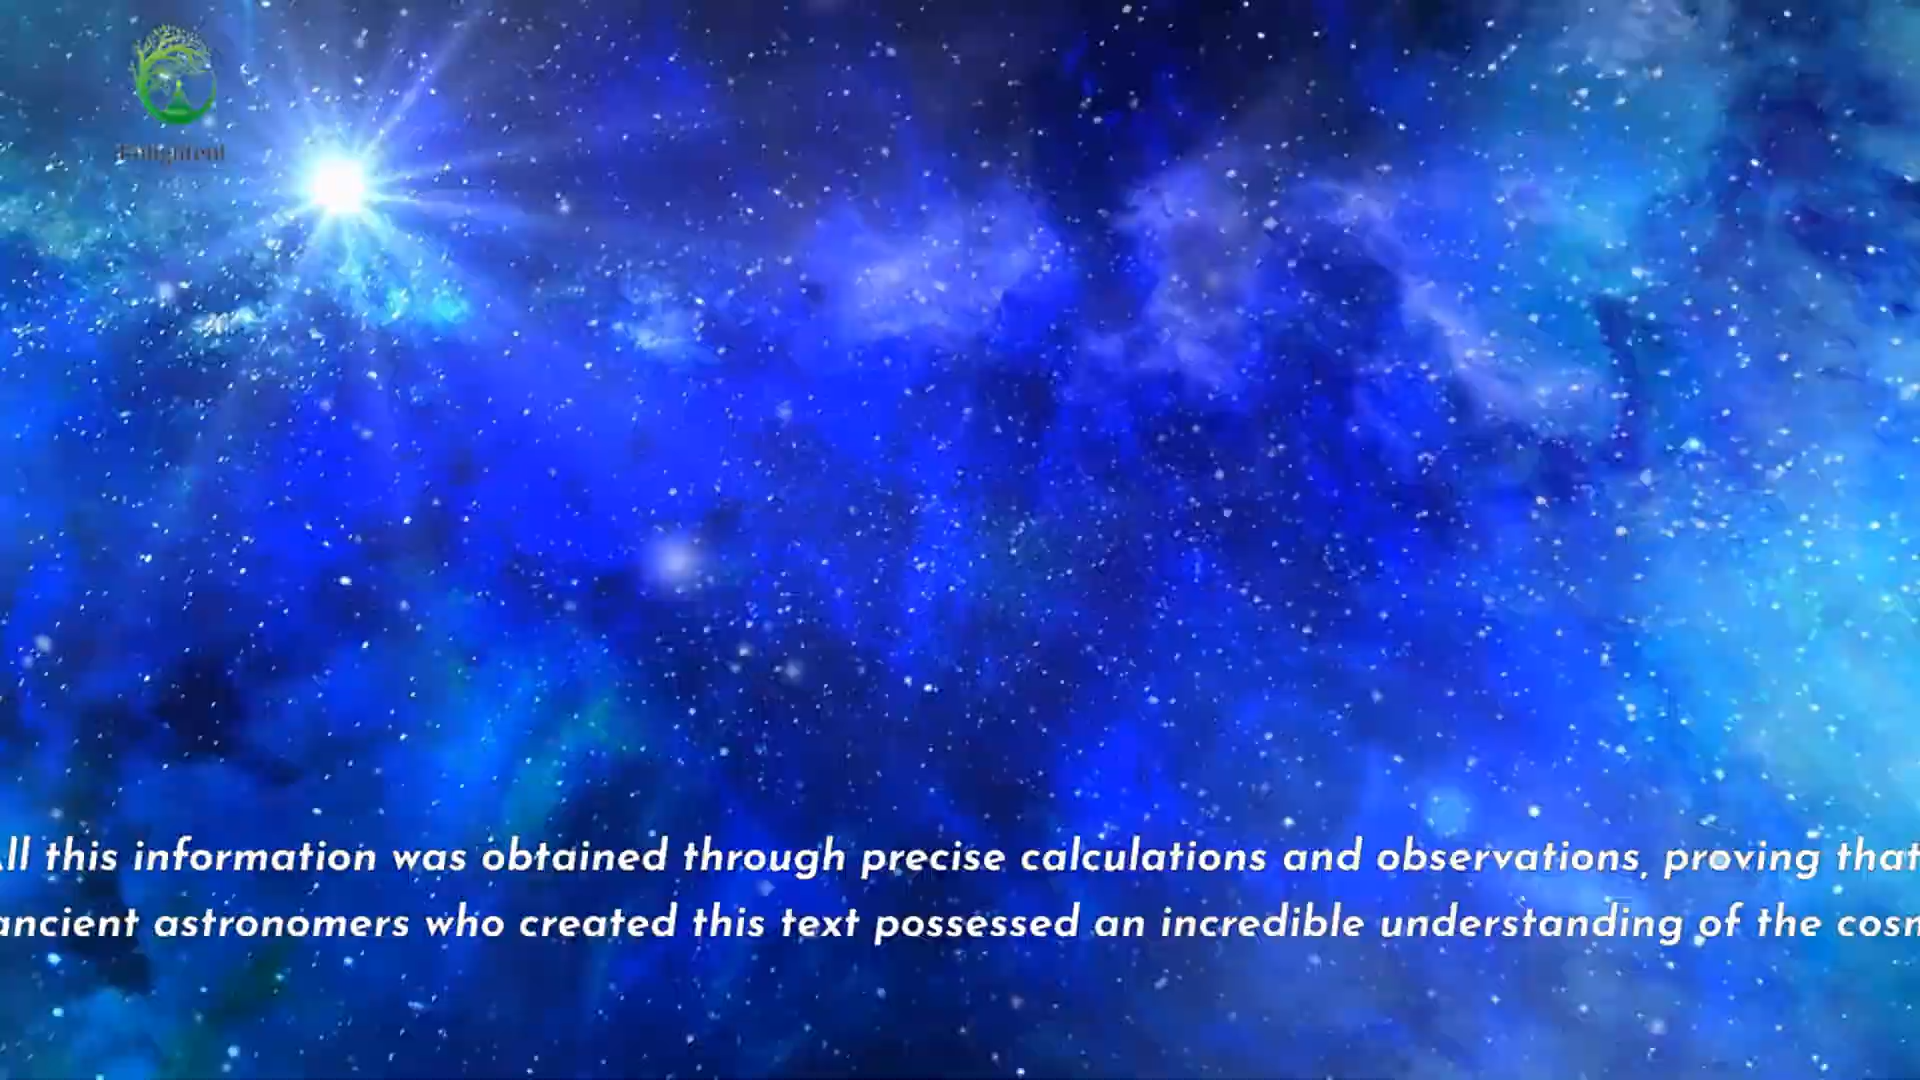 ll this information was obtained through precise calculations and observations, proving that
ancient astronomers who created this text possessed an incredible understanding of the cosm